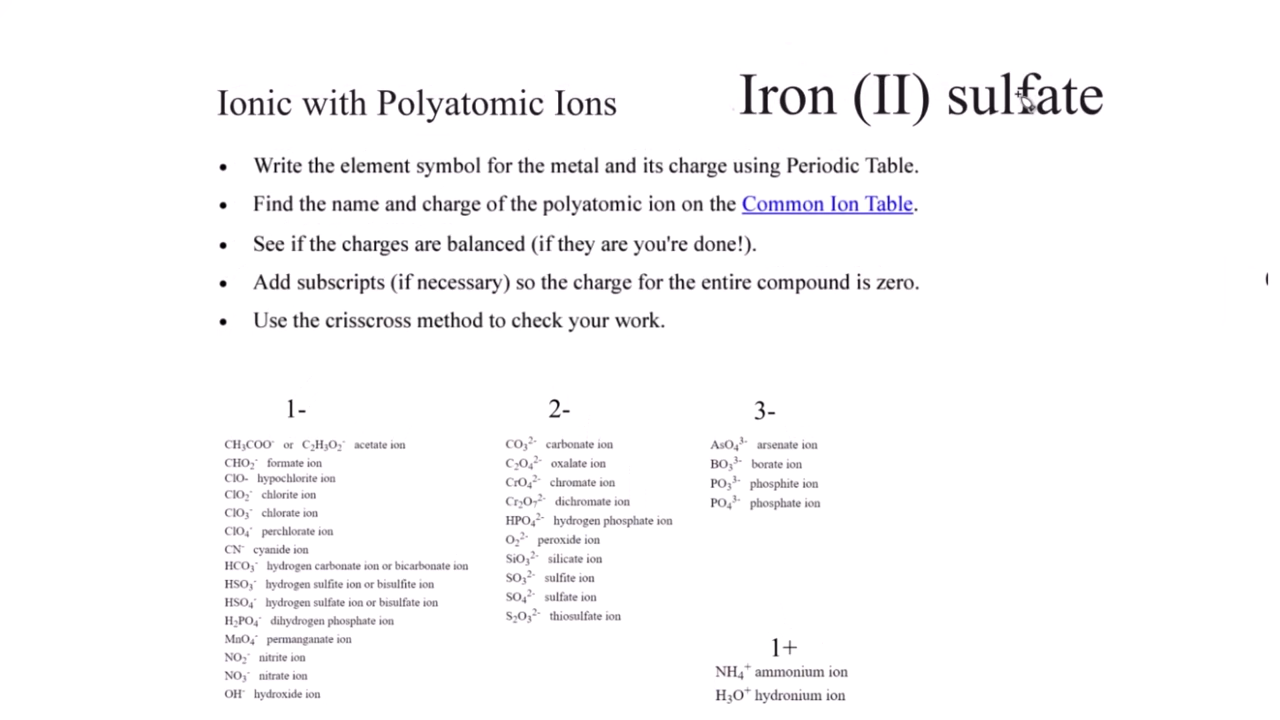 Ionic with Polyatomic Ions
Iron (II) sulfate
• Write the element symbol for the metal and its charge using Periodic Table.
• Find the name and charge of the polyatomic ion on the Common Ion Table.
• See if the charges are balanced (if they are you're done!).
• Add subscripts (if necessary) so the charge for the entire compound is zero.
• Use the crisscross method to check your work.
1-
CH₃COO⁻ or C₂H₃O₂⁻ acetate ion
CHO₂⁻ formate ion
ClO- hypochlorite ion
ClO₂⁻ chlorite ion
ClO₃⁻ chlorate ion
ClO₄⁻ perchlorate ion
CN⁻ cyanide ion
HCO₃⁻ hydrogen carbonate ion or bicarbonate ion
HSO₃⁻ hydrogen sulfite ion or bisulfite ion
HSO₄⁻ hydrogen sulfate ion or bisulfate ion
H₂PO₄⁻ dihydrogen phosphate ion
MnO₄⁻ permanganate ion
NO₂⁻ nitrite ion
NO₃⁻ nitrate ion
OH⁻ hydroxide ion
2-
CO₃²⁻ carbonate ion
C₂O₄²⁻ oxalate ion
CrO₄²⁻ chromate ion
Cr₂O₇²⁻ dichromate ion
HPO₄²⁻ hydrogen phosphate ion
O₂²⁻ peroxide ion
SiO₃²⁻ silicate ion
SO₃²⁻ sulfite ion
SO₄²⁻ sulfate ion
S₂O₃²⁻ thiosulfate ion
3-
AsO₄³⁻ arsenate ion
BO₃³⁻ borate ion
PO₃³⁻ phosphite ion
PO₄³⁻ phosphate ion
1+
NH₄⁺ ammonium ion
H₃O⁺ hydronium ion